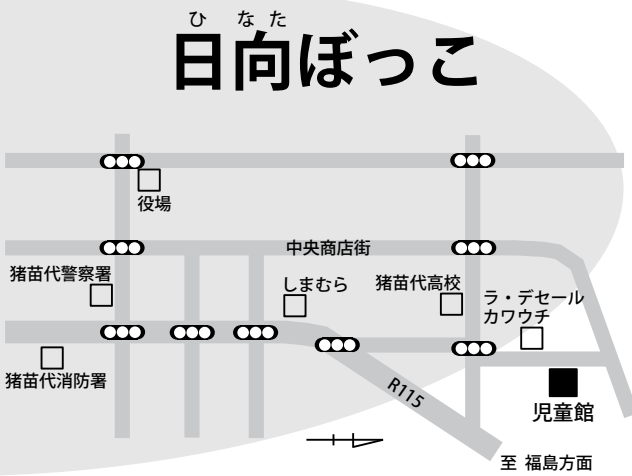 ひ なた
日向ぼっこ
役場
中央商店街
猪苗代警察署
しまむら
猪苗代高校
ラ・デセール
カワウチ
猪苗代消防署
R115
児童館
至 福島方面